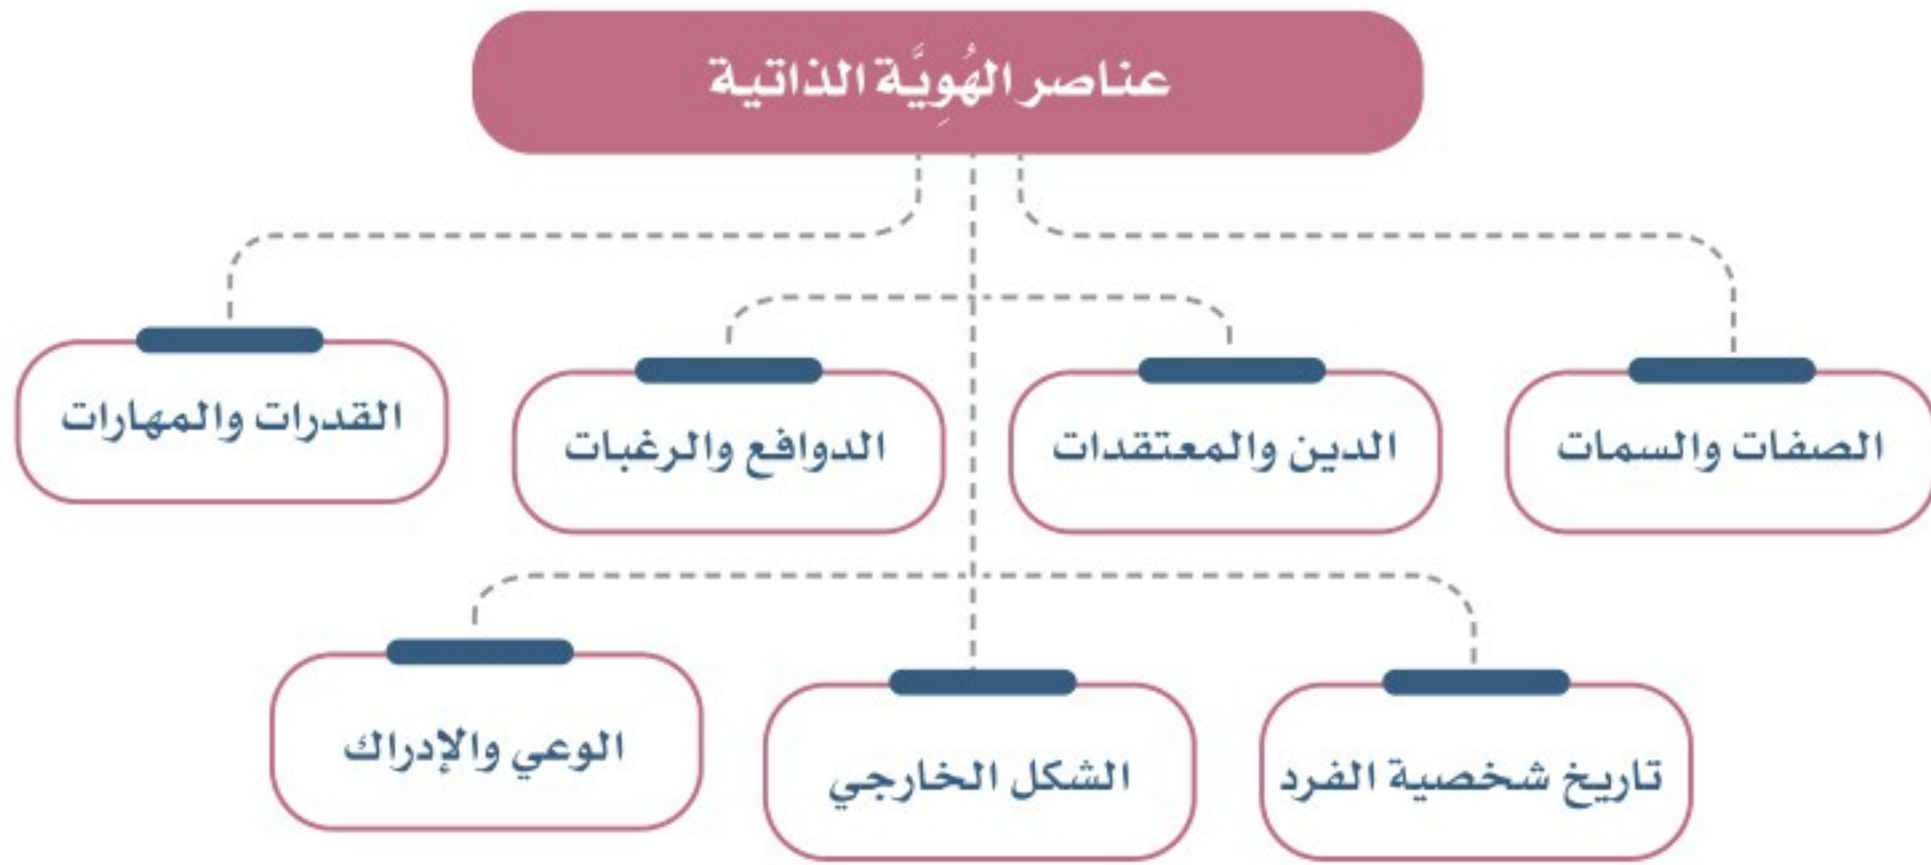 عناصر الهُوِيَّة الذاتية
الصفات والسمات
الدين والمعتقدات
الدوافع والرغبات
القدرات والمهارات
تاريخ شخصية الفرد
الشكل الخارجي
الوعي والإدراك